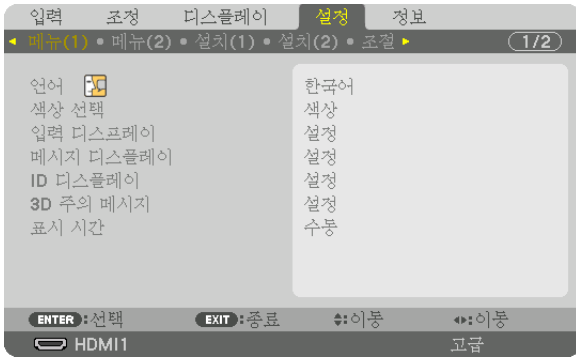 입력 조정 디스플레이 설정 정보
메뉴(1) • 메뉴(2) • 설치(1) • 설치(2) • 조절 1/2
언어 한국어
색상 선택 색상
입력 디스프레이 설정
메시지 디스플레이 설정
ID 디스플레이 설정
3D 주의 메세지 설정
표시 시간 수동
ENTER :선택 EXIT :종료 :이동 :이동
HDMI1 고급